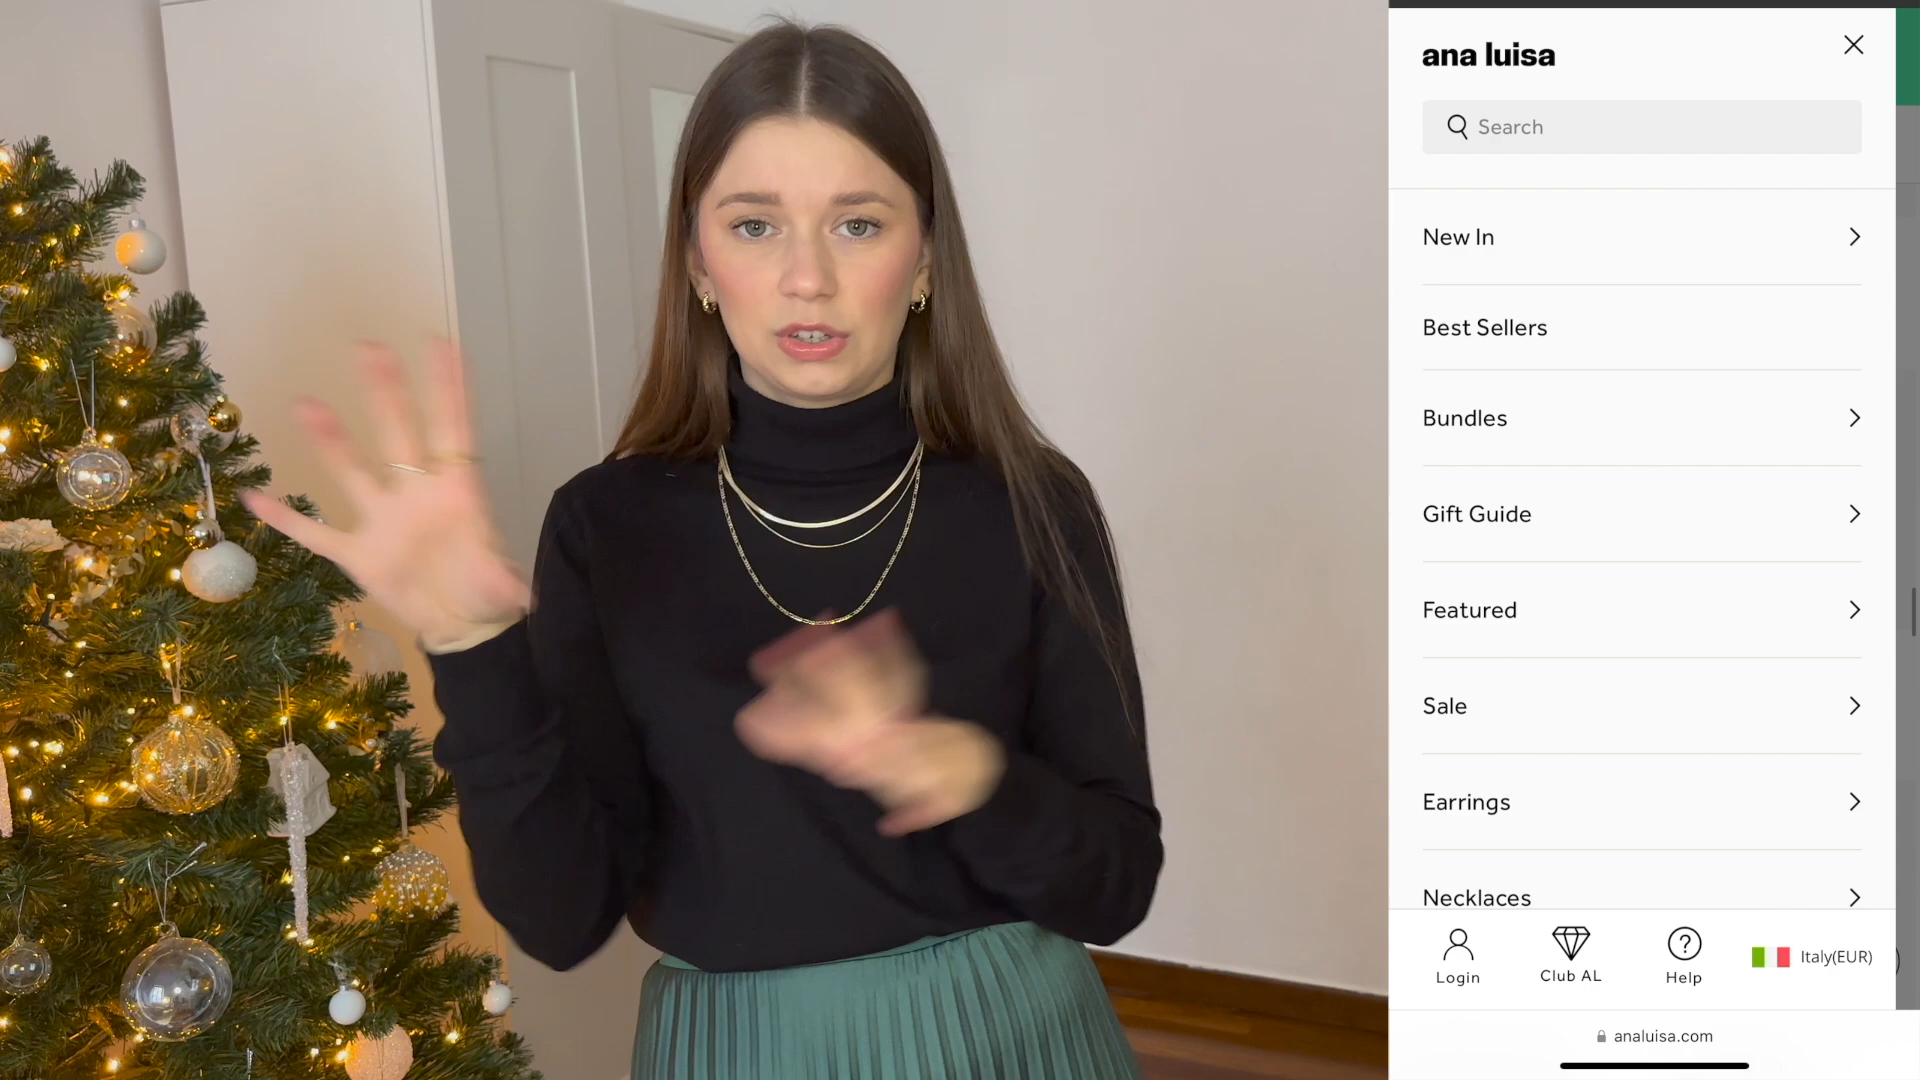 ana luisa
Search
New In
Best Sellers
Bundles
Gift Guide
Featured
Sale
Earrings
Necklaces
Login
Club AL
Help
Italy(EUR)
analuisa.com